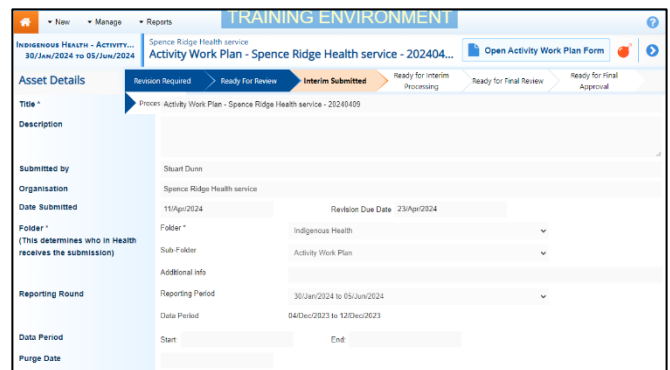 TRAINING ENVIRONMENT
New Manage Reports
Indigenous Health - Activity...
30/Jan/2024 to 05/Jun/2024
Spence Ridge Health service
Activity Work Plan - Spence Ridge Health service - 202404...
Open Activity Work Plan Form
Asset Details
Revision Required Ready For Review Interim Submitted Ready for Interim Processing Ready for Final Review Ready for Final Approval
Title * Proces Activity Work Plan - Spence Ridge Health service - 20240409
Description
Submitted by Stuart Dunn
Organisation Spence Ridge Health service
Date Submitted 11/Apr/2024 Revision Due Date 23/Apr/2024
Folder * Folder * Indigenous Health
(This determines who in Health
receives the submission) Sub-Folder Activity Work Plan
Additional info
Reporting Round Reporting Period 30/Jan/2024 to 05/Jun/2024
Data Period 04/Dec/2023 to 12/Dec/2023
Data Period Start: End:
Purge Date